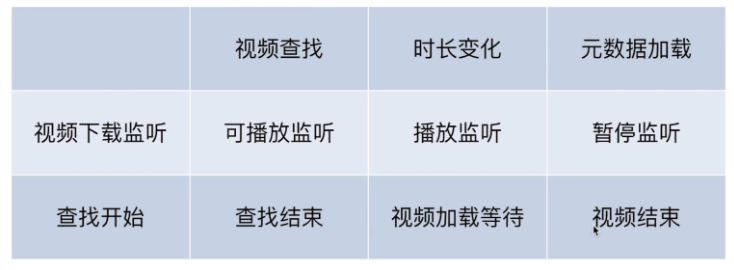 视频查找 时长变化 元数据加载
视频下载监听 可播放监听 播放监听 暂停监听
查找开始 查找结束 视频加载等待 视频结束